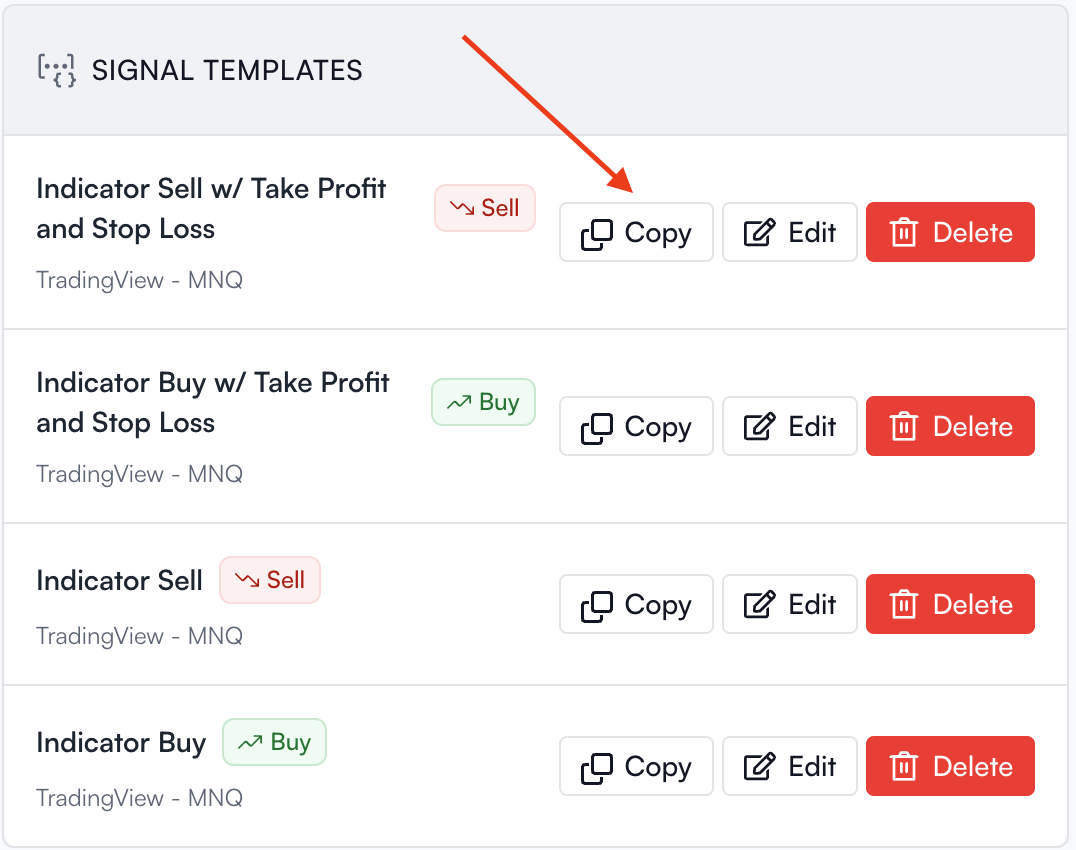 SIGNAL TEMPLATES
Indicator Sell w/ Take Profit
and Stop Loss
Sell
TradingView - MNQ
Copy
Edit
Delete
Indicator Buy w/ Take Profit
and Stop Loss
Buy
TradingView - MNQ
Copy
Edit
Delete
Indicator Sell
Sell
TradingView - MNQ
Copy
Edit
Delete
Indicator Buy
Buy
TradingView - MNQ
Copy
Edit
Delete